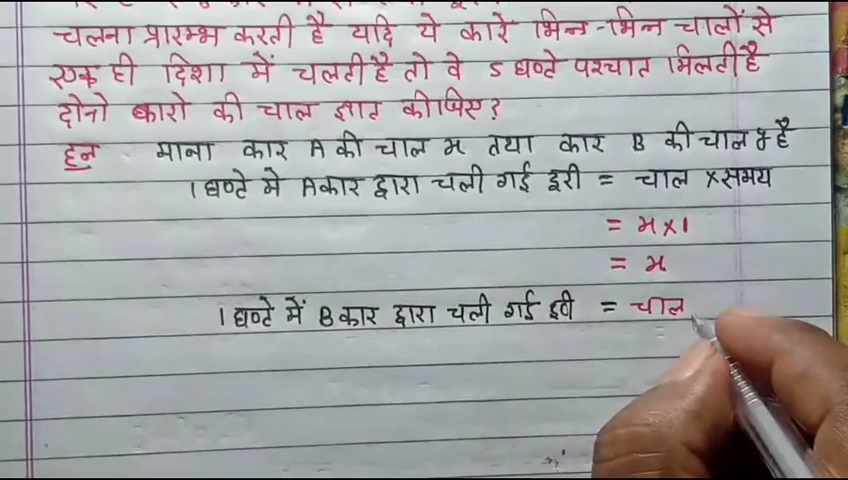 चलना प्रारम्भ करती है यदि ये कारें भिन्न-भिन्न चालों से
एक ही दिशा में चलती है तो वे 5 घण्टे पश्चात मिलती है
दोनो कारो की चाल ज्ञात कीजिए?
हल माना कार A की चाल x तथा कार B की चाल y है
1 घण्टे मे A कार द्वारा चली गई दूरी = चाल × समय
= x × 1
= x
1 घण्टे में B कार द्वारा चली गई दूरी = चाल